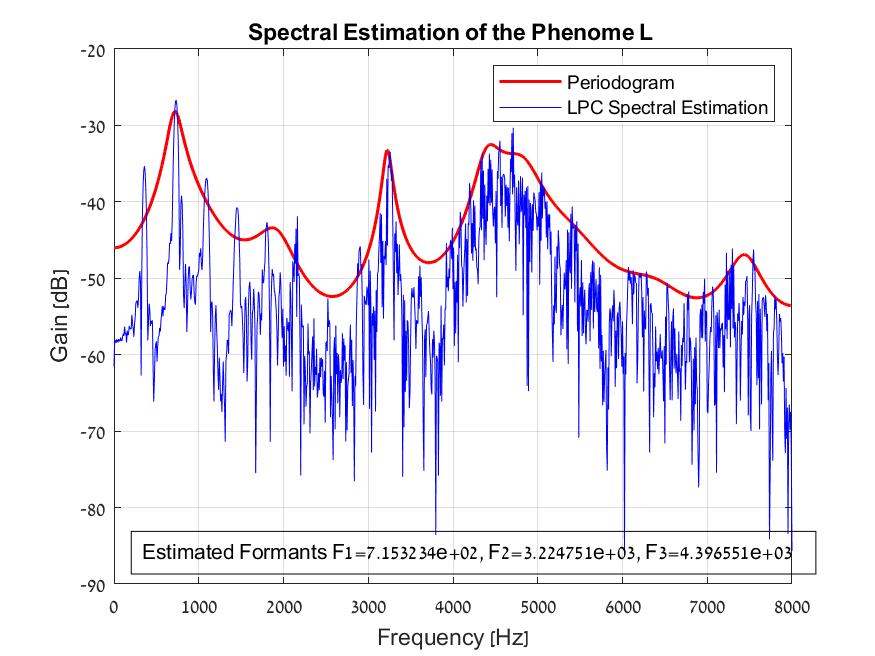 Spectral Estimation of the Phenome L
-20
-30
-40
-50
-60
-70
-80
-90
Gain [dB]
Periodogram
LPC Spectral Estimation
Estimated Formants F1=7.153234e+02, F2=3.224751e+03, F3=4.396551e+03
0 1000 2000 3000 4000 5000 6000 7000 8000
Frequency [Hz]